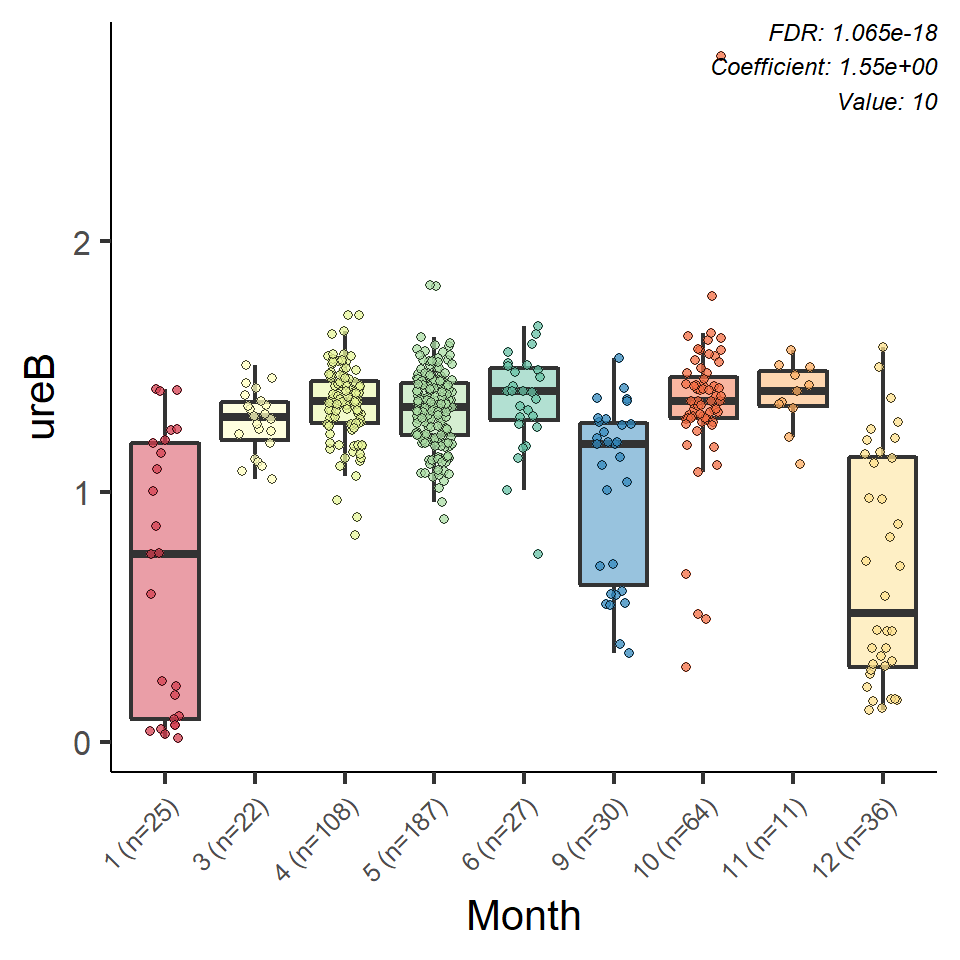 FDR: 1.065e-18
Coefficient: 1.55e+00
Value: 10
ureB
2
1
0
1 (n=25)
3 (n=22)
4 (n=108)
5 (n=187)
6 (n=27)
9 (n=30)
10 (n=64)
11 (n=11)
12 (n=36)
Month